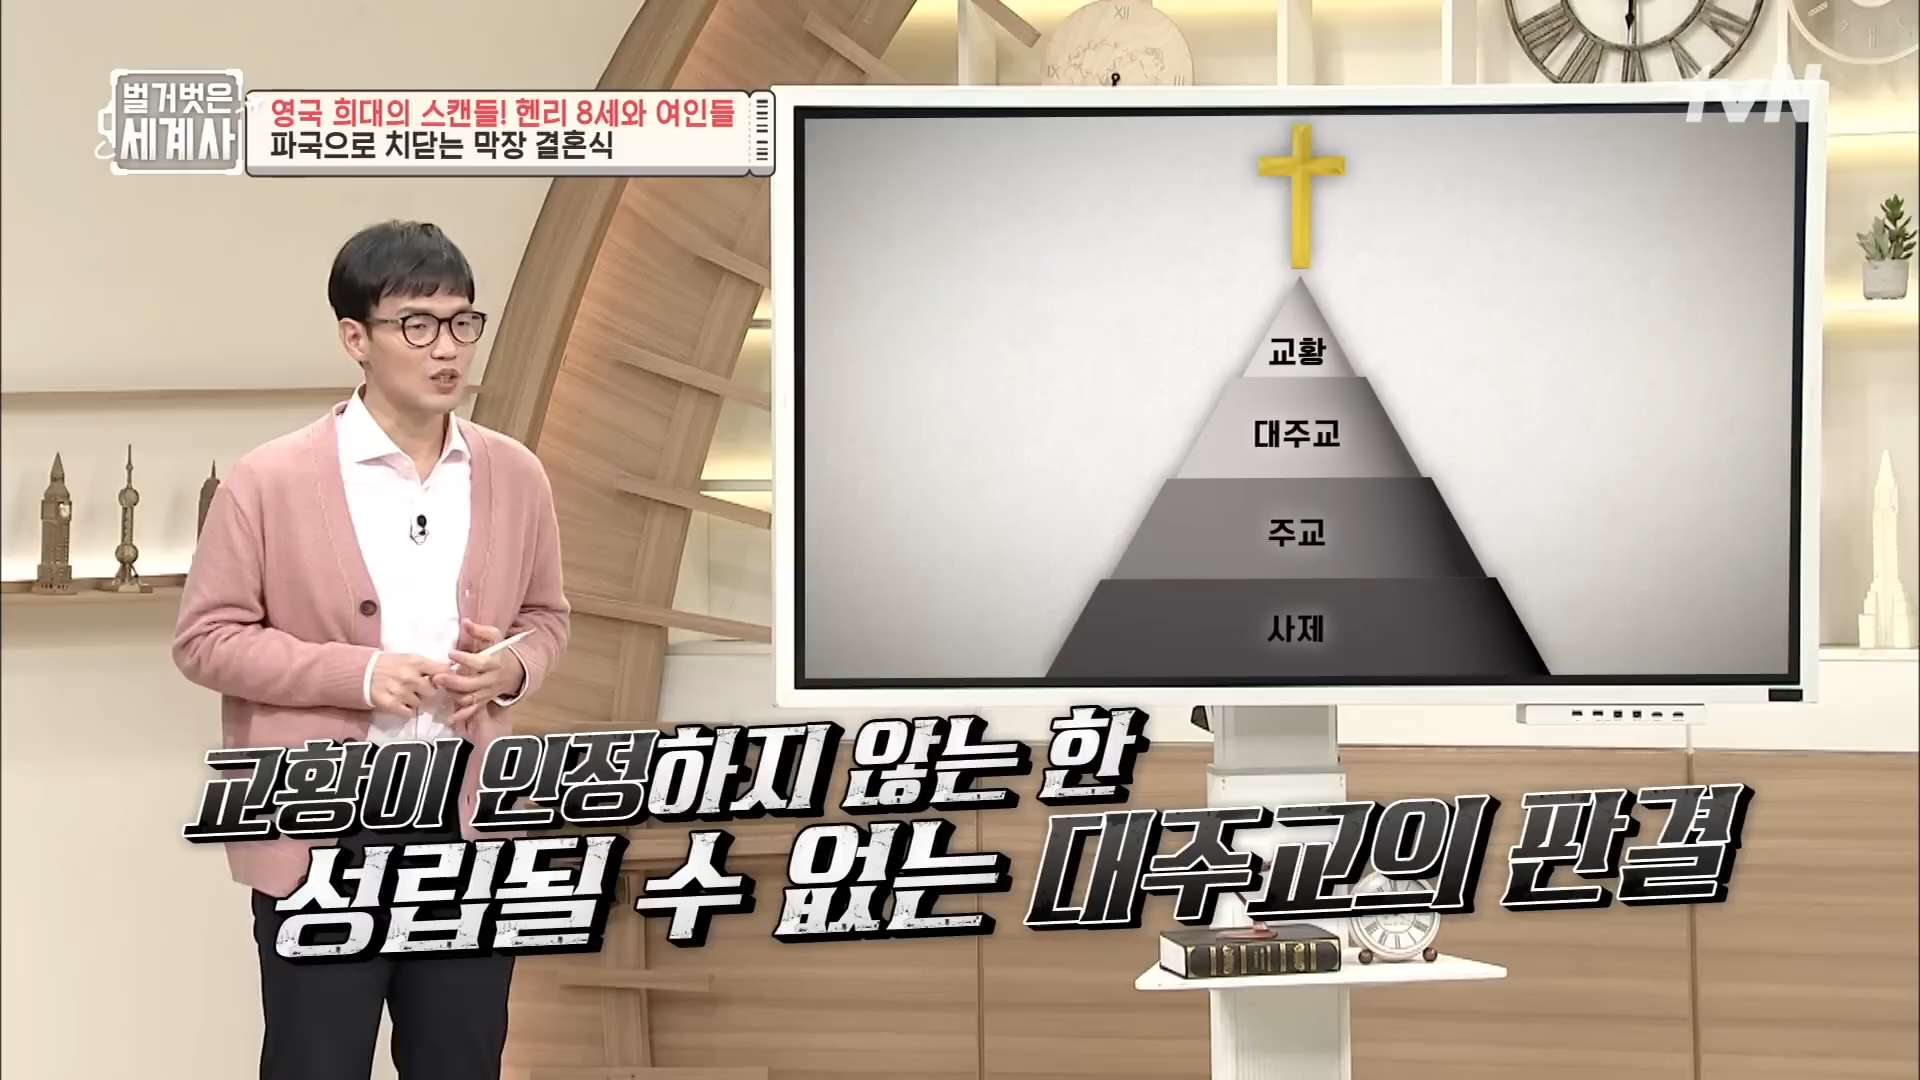 벌거벗은
세계사
영국 희대의 스캔들! 헨리 8세와 여인들
파국으로 치닫는 막장 결혼식
tvN
XII
IX
III
교황
대주교
주교
사제
교황이 인정하지 않는 한
성립될 수 없는 대주교의 판결